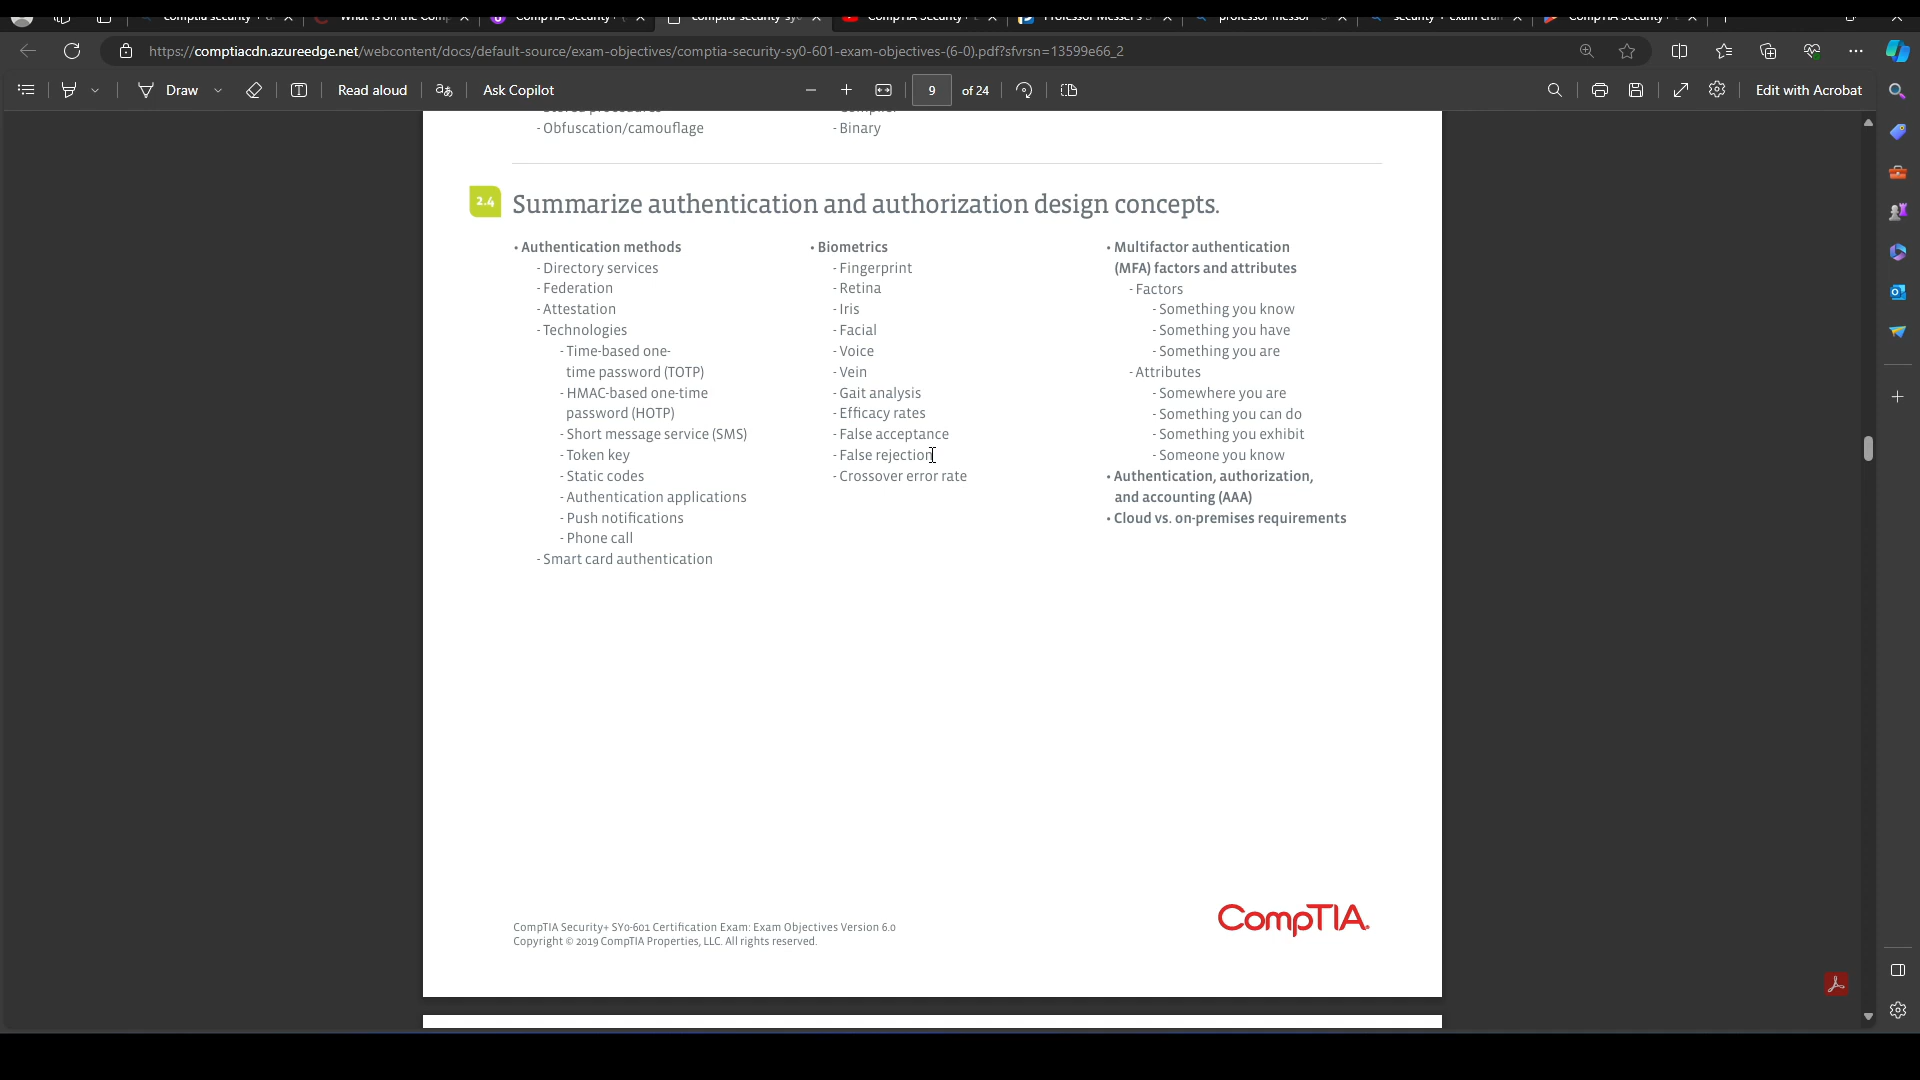 https://comptiacdn.azureedge.net/webcontent/docs/default-source/exam-objectives/comptia-security-sy0-601-exam-objectives-(6-0).pdf?sfvrsn=13599e66_2
Draw
Read aloud
Ask Copilot
9 of 24
Edit with Acrobat
- Obfuscation/camouflage
- Binary
2.4 Summarize authentication and authorization design concepts.
• Authentication methods
- Directory services
- Federation
- Attestation
- Technologies
- Time-based one-
time password (TOTP)
- HMAC-based one-time
password (HOTP)
- Short message service (SMS)
- Token key
- Static codes
- Authentication applications
- Push notifications
- Phone call
- Smart card authentication
• Biometrics
- Fingerprint
- Retina
- Iris
- Facial
- Voice
- Vein
- Gait analysis
- Efficacy rates
- False acceptance
- False rejection
- Crossover error rate
• Multifactor authentication
(MFA) factors and attributes
- Factors
- Something you know
- Something you have
- Something you are
- Attributes
- Somewhere you are
- Something you can do
- Something you exhibit
- Someone you know
• Authentication, authorization,
and accounting (AAA)
• Cloud vs. on-premises requirements
CompTIA Security+ SY0-601 Certification Exam: Exam Objectives Version 6.0
Copyright © 2019 CompTIA Properties, LLC. All rights reserved.
CompTIA.